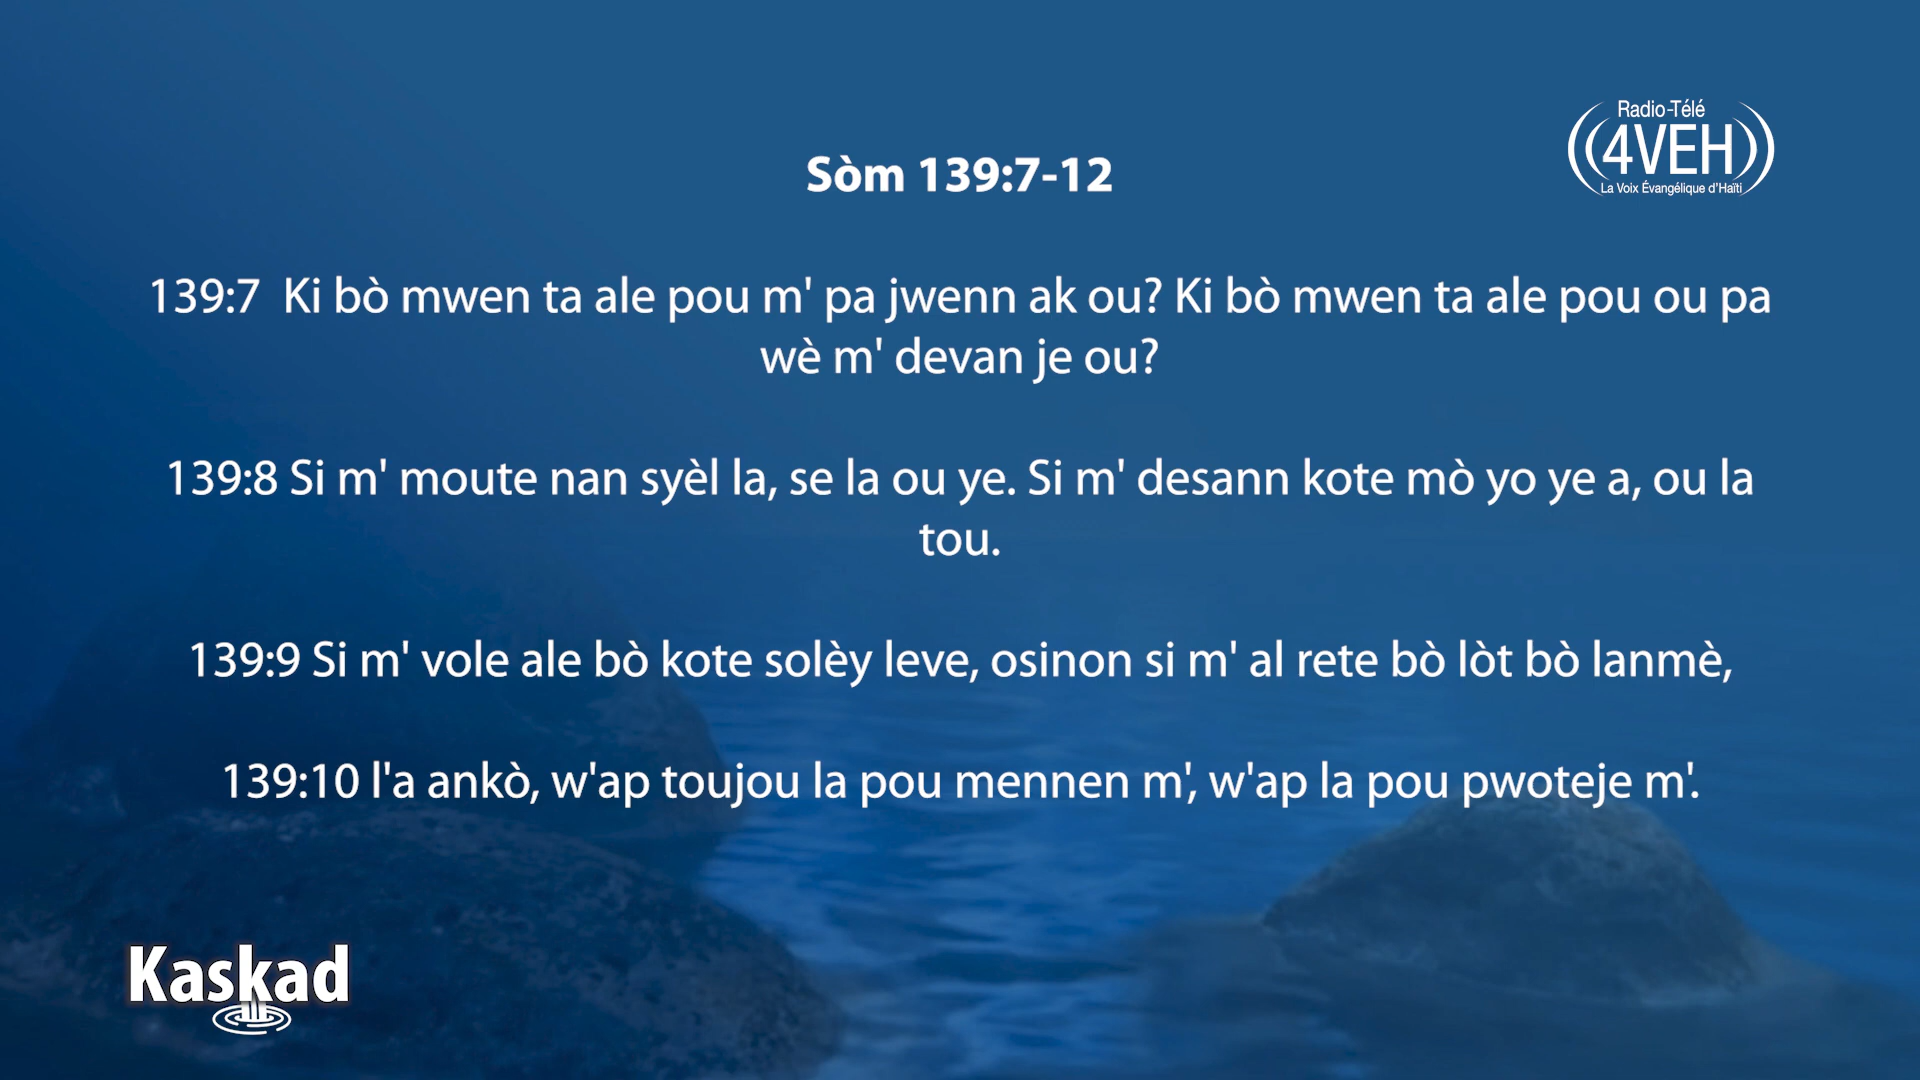 Radio-Télé
4VEH
La Voix Évangélique d'Haïti
Sòm 139:7-12
139:7  Ki bò mwen ta ale pou m' pa jwenn ak ou? Ki bò mwen ta ale pou ou pa
wè m' devan je ou?
139:8 Si m' moute nan syèl la, se la ou ye. Si m' desann kote mò yo ye a, ou la
tou.
139:9 Si m' vole ale bò kote solèy leve, osinon si m' al rete bò lòt bò lanmè,
139:10 l'a ankò, w'ap toujou la pou mennen m', w'ap la pou pwoteje m'.
Kaskad